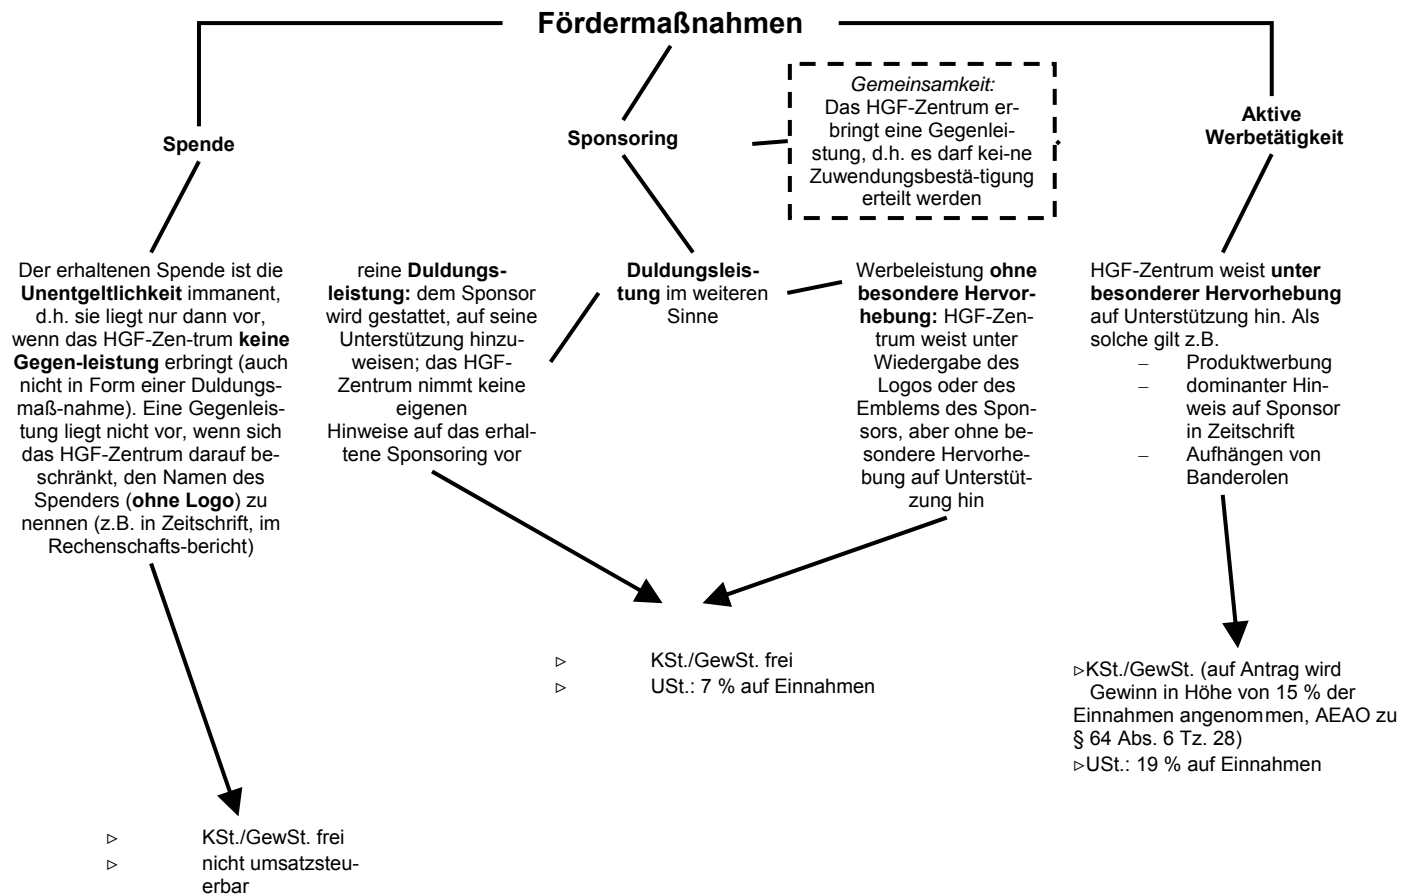 Fördermaßnahmen
Spende
Sponsoring
Gemeinsamkeit:
Das HGF-Zentrum er-
bringt eine Gegenlei-
stung, d.h. es darf kei-ne
Zuwendungsbestä-tigung
erteilt werden
Aktive
Werbetätigkeit
Der erhaltenen Spende ist die
Unentgeltlichkeit immanent,
d.h. sie liegt nur dann vor,
wenn das HGF-Zen-trum keine
Gegen-leistung erbringt (auch
nicht in Form einer Duldungs-
maß-nahme). Eine Gegenleis-
tung liegt nicht vor, wenn sich
das HGF-Zentrum darauf be-
schränkt, den Namen des
Spenders (ohne Logo) zu
nennen (z.B. in Zeitschrift, im
Rechenschafts-bericht)
reine Duldungs-
leistung: dem Sponsor
wird gestattet, auf seine
Unterstützung hinzu-
weisen; das HGF-
Zentrum nimmt keine
eigenen
Hinweise auf das erhal-
tene Sponsoring vor
Duldungsleis-
tung im weiteren
Sinne
Werbeleistung ohne
besondere Hervor-
hebung: HGF-Zen-
trum weist unter
Wiedergabe des
Logos oder des
Emblems des Spon-
sors, aber ohne be-
sondere Hervorhe-
bung auf Unterstüt-
zung hin
HGF-Zentrum weist unter
besonderer Hervorhebung
auf Unterstützung hin. Als
solche gilt z.B.
– Produktwerbung
– dominanter Hin-
weis auf Sponsor
in Zeitschrift
– Aufhängen von
Banderolen
▹ KSt./GewSt. frei
▹ USt.: 7 % auf Einnahmen
▹KSt./GewSt. (auf Antrag wird
Gewinn in Höhe von 15 % der
Einnahmen angenommen, AEAO zu
§ 64 Abs. 6 Tz. 28)
▹USt.: 19 % auf Einnahmen
▹ KSt./GewSt. frei
▹ nicht umsatzsteu-
erbar